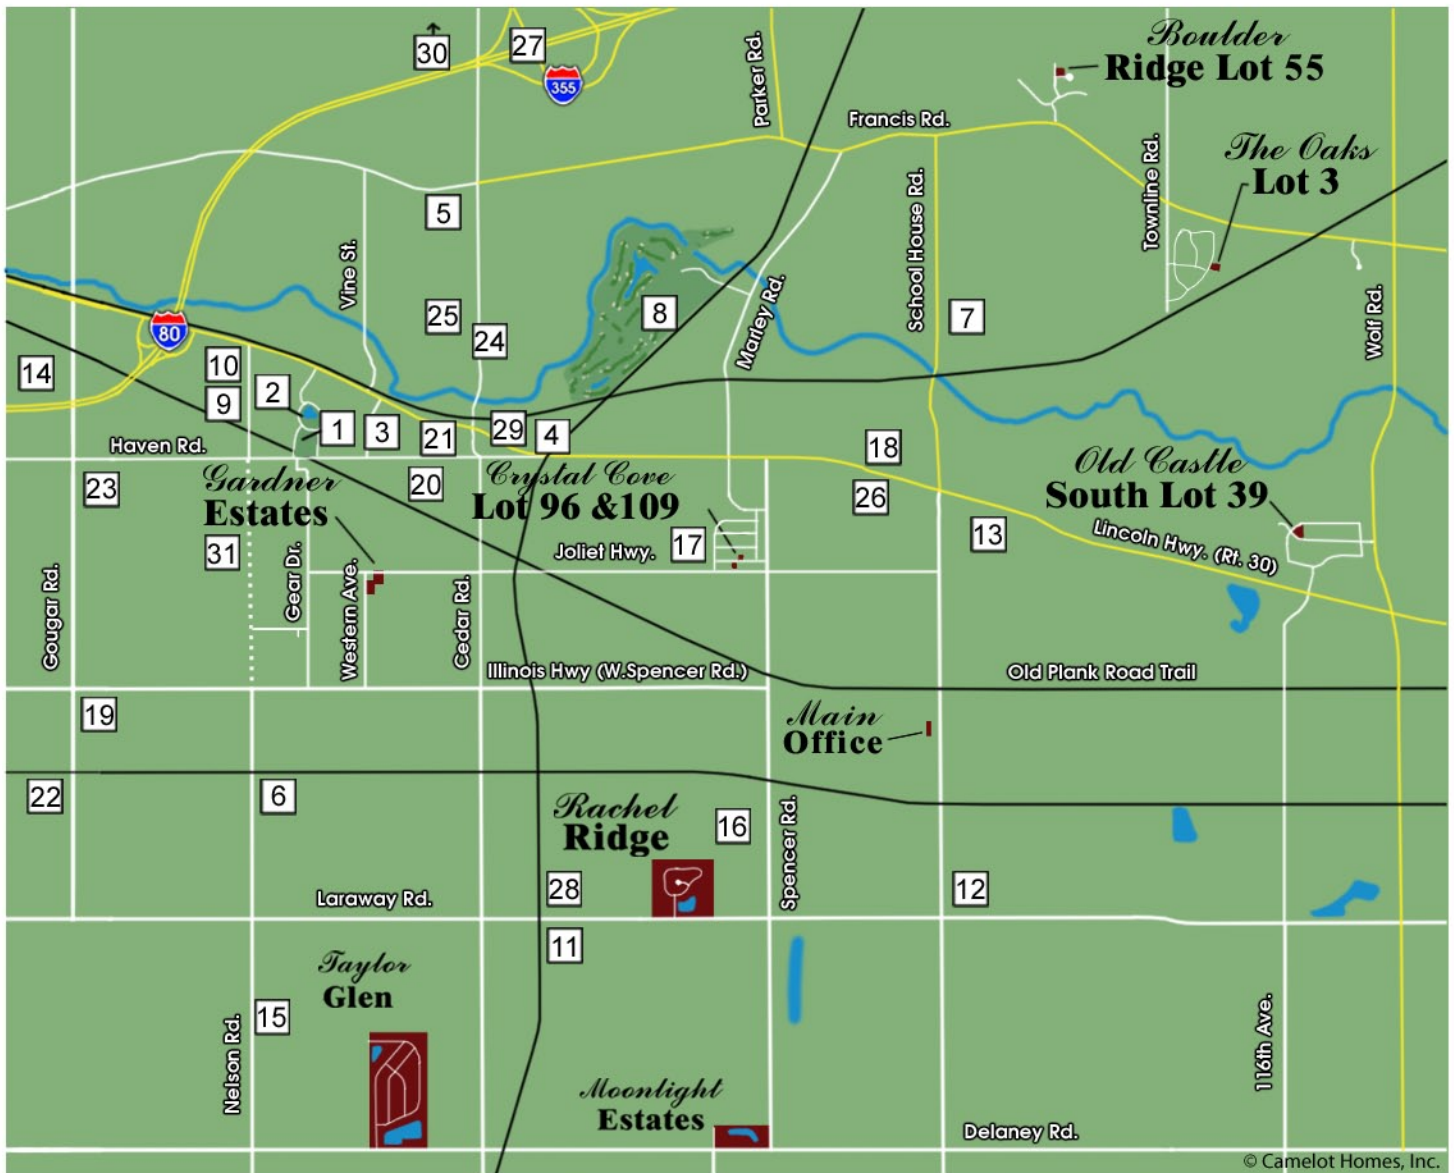 Boulder
Ridge Lot 55
30
27
355
Parker Rd.
Francis Rd.
The Oaks
Lot 3
Townline Rd.
5
School House Rd.
Vine St.
25
24
8
7
Marley Rd.
Wolf Rd.
80
14
10
2
9
1
3
21
29
4
18
Haven Rd.
Gardner
Estates
23
20
Crystal Cove
Lot 96 &109
26
Old Castle
South Lot 39
31
Joliet Hwy.
17
13
Lincoln Hwy. (Rt. 30)
Gougar Rd.
Gear Dr.
Western Ave.
Cedar Rd.
Illinois Hwy (W.Spencer Rd.)
Old Plank Road Trail
19
Main
Office
22
6
Rachel
Ridge
16
Spencer Rd.
Laraway Rd.
28
12
11
Taylor
Glen
15
Nelson Rd.
116th Ave.
Moonlight
Estates
Delaney Rd.
© Camelot Homes, Inc.